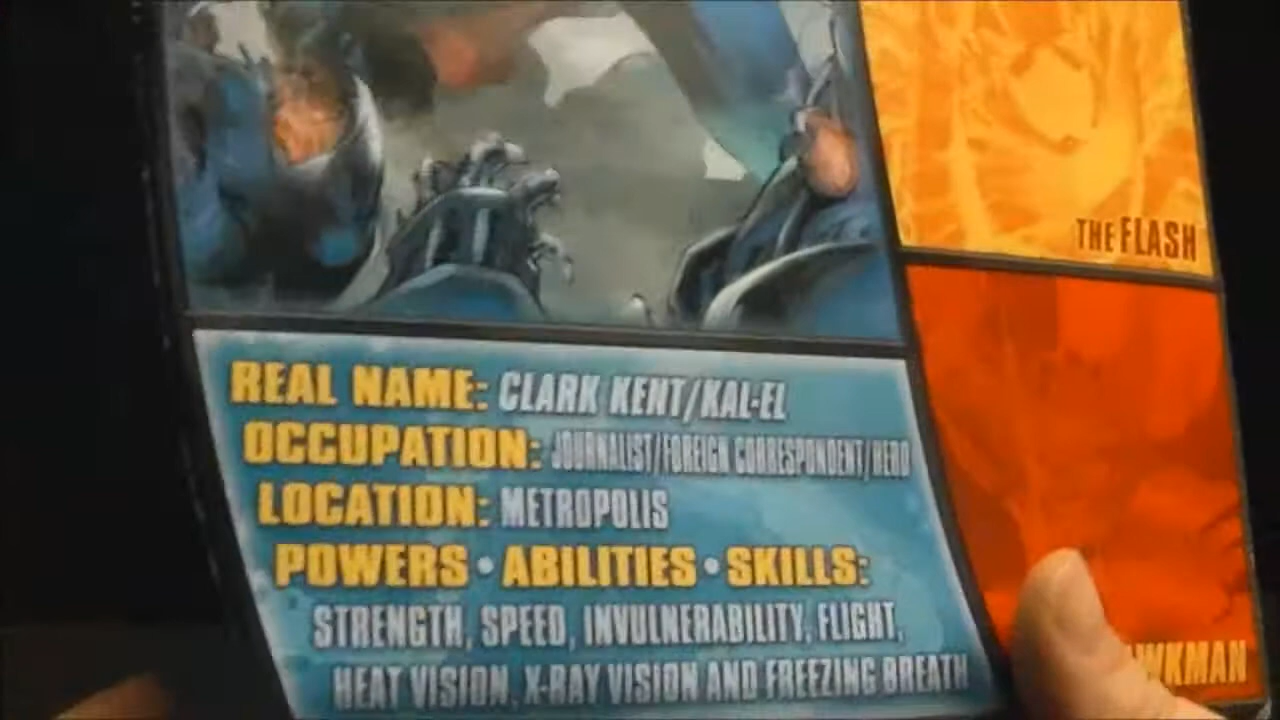 THE FLASH
REAL NAME: CLARK KENT/KAL-EL
OCCUPATION: JOURNALIST/FOREIGN CORRESPONDENT/HERO
LOCATION: METROPOLIS
POWERS • ABILITIES • SKILLS:
STRENGTH, SPEED, INVULNERABILITY, FLIGHT,
HEAT VISION, X-RAY VISION AND FREEZING BREATH
WKMAN